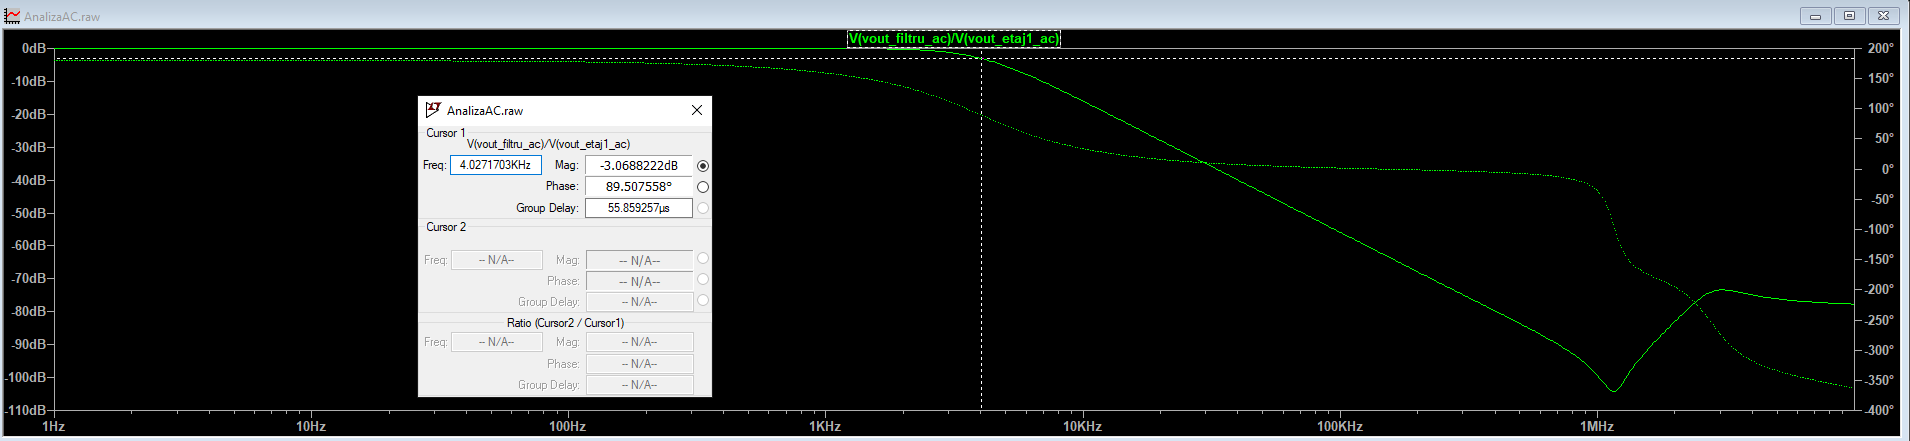 AnalizaAC.raw
V(vout_filtru_ac)/V(vout_etaj1_ac)
0dB
-10dB
-20dB
-30dB
-40dB
-50dB
-60dB
-70dB
-80dB
-90dB
-100dB
-110dB
200°
150°
100°
50°
0°
-50°
-100°
-150°
-200°
-250°
-300°
-350°
-400°
1Hz 10Hz 100Hz 1KHz 10KHz 100KHz 1MHz
AnalizaAC.raw
Cursor 1
V(vout_filtru_ac)/V(vout_etaj1_ac)
Freq: 4.0271703KHz Mag: -3.0688222dB
Phase: 89.507558°
Group Delay: 55.859257µs
Cursor 2
Freq: -- N/A-- Mag: -- N/A--
Phase: -- N/A--
Group Delay: -- N/A--
Ratio (Cursor2 / Cursor1)
Freq: -- N/A-- Mag: -- N/A--
Phase: -- N/A--
Group Delay: -- N/A--